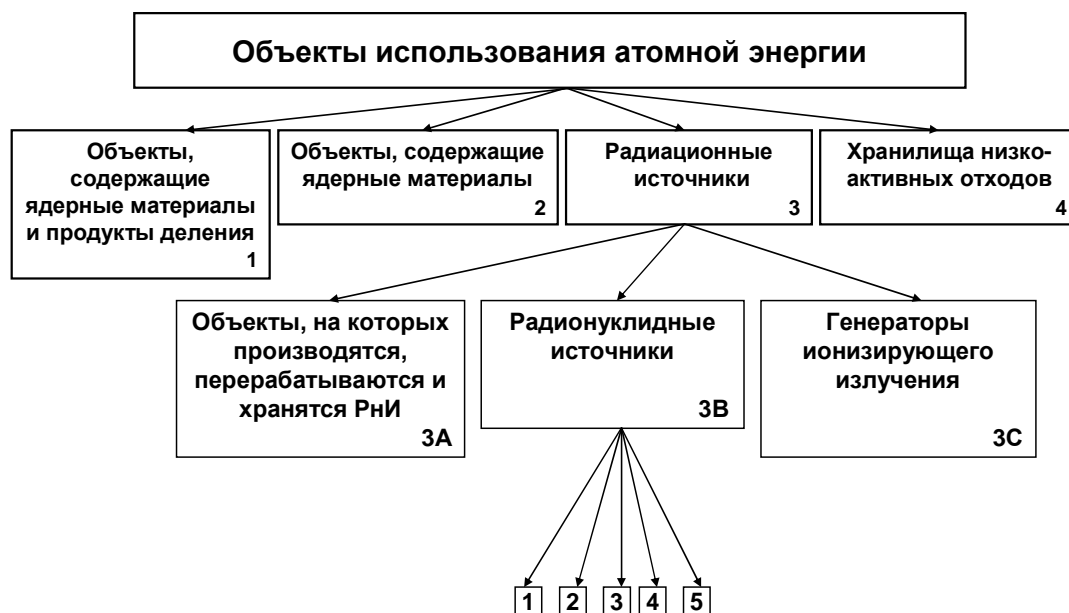 Объекты использования атомной энергии
Объекты,
содержащие
ядерные материалы
и продукты деления
1
Объекты, содержащие
ядерные материалы
2
Радиационные
источники
3
Хранилища низко-
активных отходов
4
Объекты, на которых
производятся,
перерабатываются и
хранятся РнИ
3А
Радионуклидные
источники
3В
Генераторы
ионизирующего
излучения
3С
1
2
3
4
5